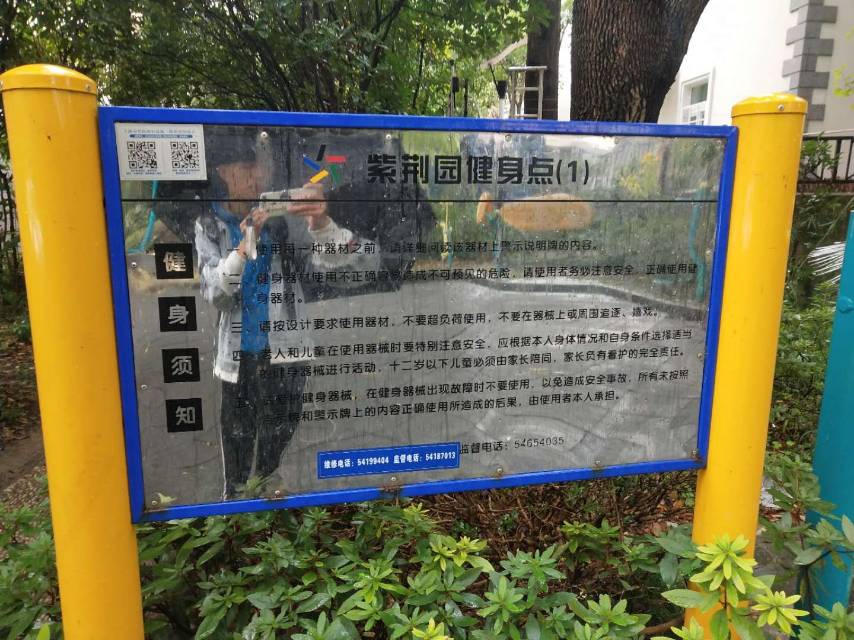 紫荆园健身点(1)
健身须知
一、使用每一种器材之前，请详细阅读该器材上警示说明牌的内容。
二、健身器材使用不正确容易造成不可预见的危险，请使用者务必注意安全，正确使用健
身器材。
三、请按设计要求使用器材，不要超负荷使用，不要在器械上或周围追逐、嬉戏。
四、老人和儿童在使用器械时要特别注意安全，应根据本人身体情况和自身条件选择适当
的健身器械进行活动，十二岁以下儿童必须由家长陪同，家长负有看护的完全责任。
健身器械，在健身器械出现故障时不要使用，以免造成安全事故，所有未按照
牌和警示牌上的内容正确使用所造成的后果，由使用者本人承担。
监督电话：54654035
维修电话：54199404 监督电话：54187013